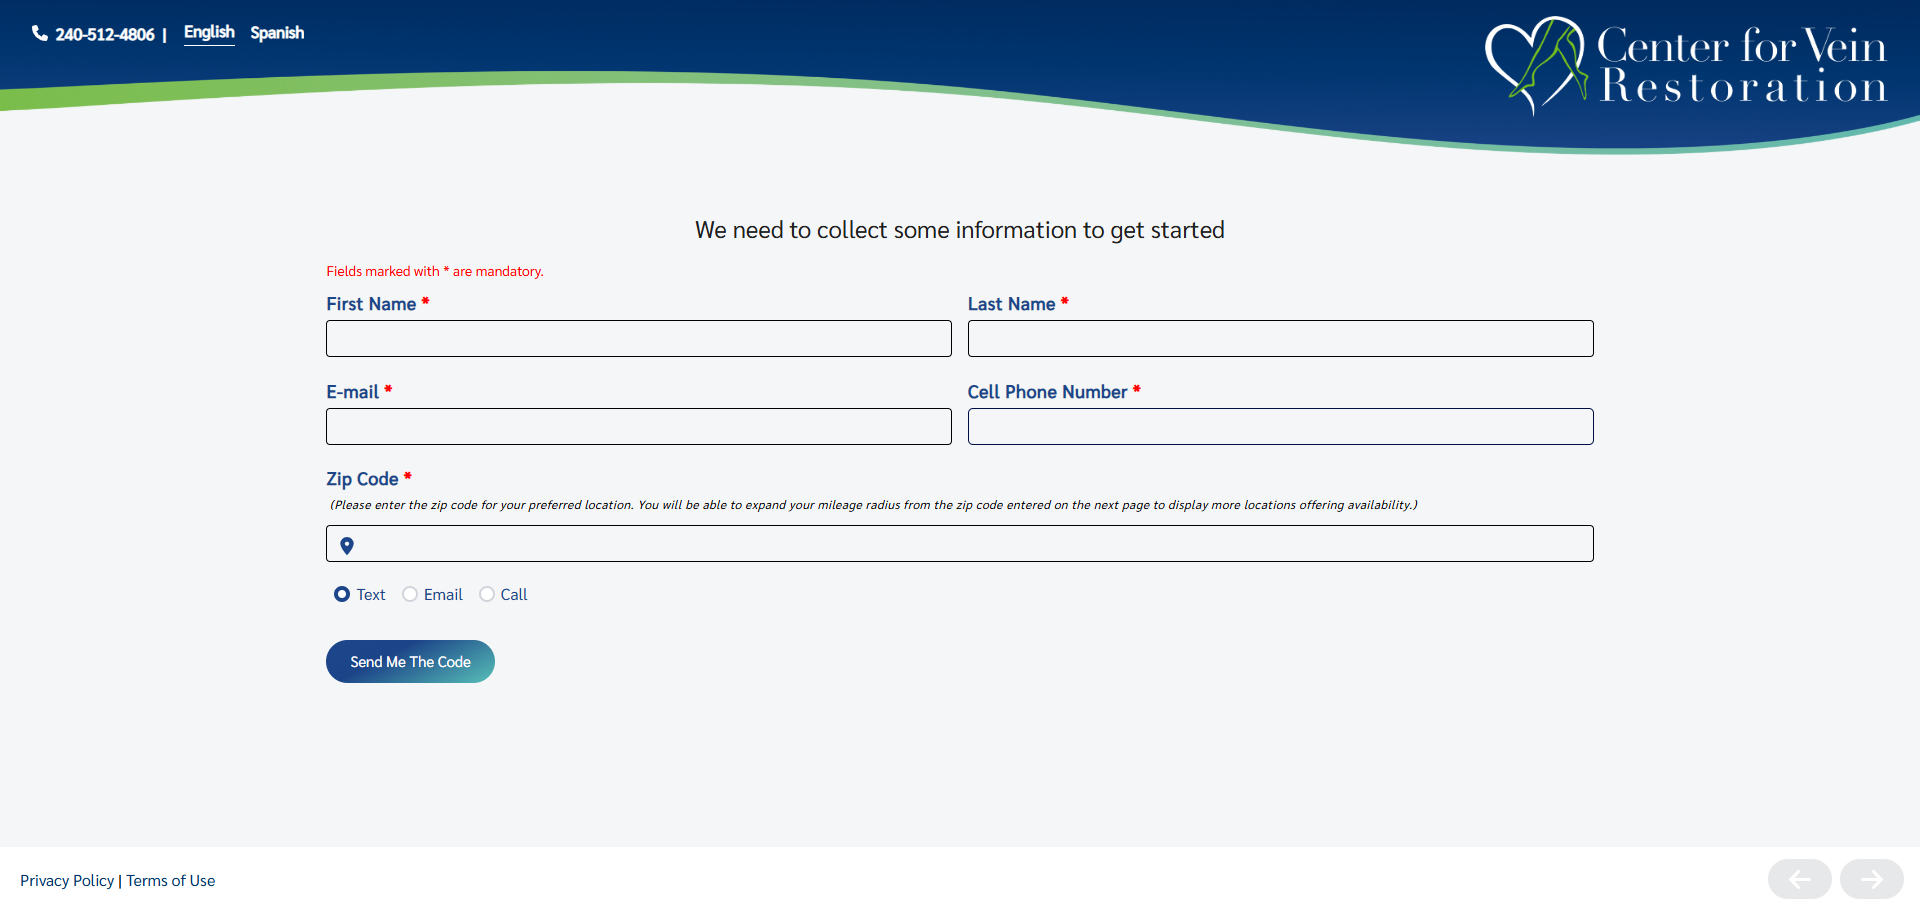 240-512-4806 | English Spanish
Center for Vein
Restoration
We need to collect some information to get started
Fields marked with * are mandatory.
First Name * Last Name *
E-mail * Cell Phone Number *
Zip Code *
(Please enter the zip code for your preferred location. You will be able to expand your mileage radius from the zip code entered on the next page to display more locations offering availability.)
Text Email Call
Send Me The Code
Privacy Policy | Terms of Use